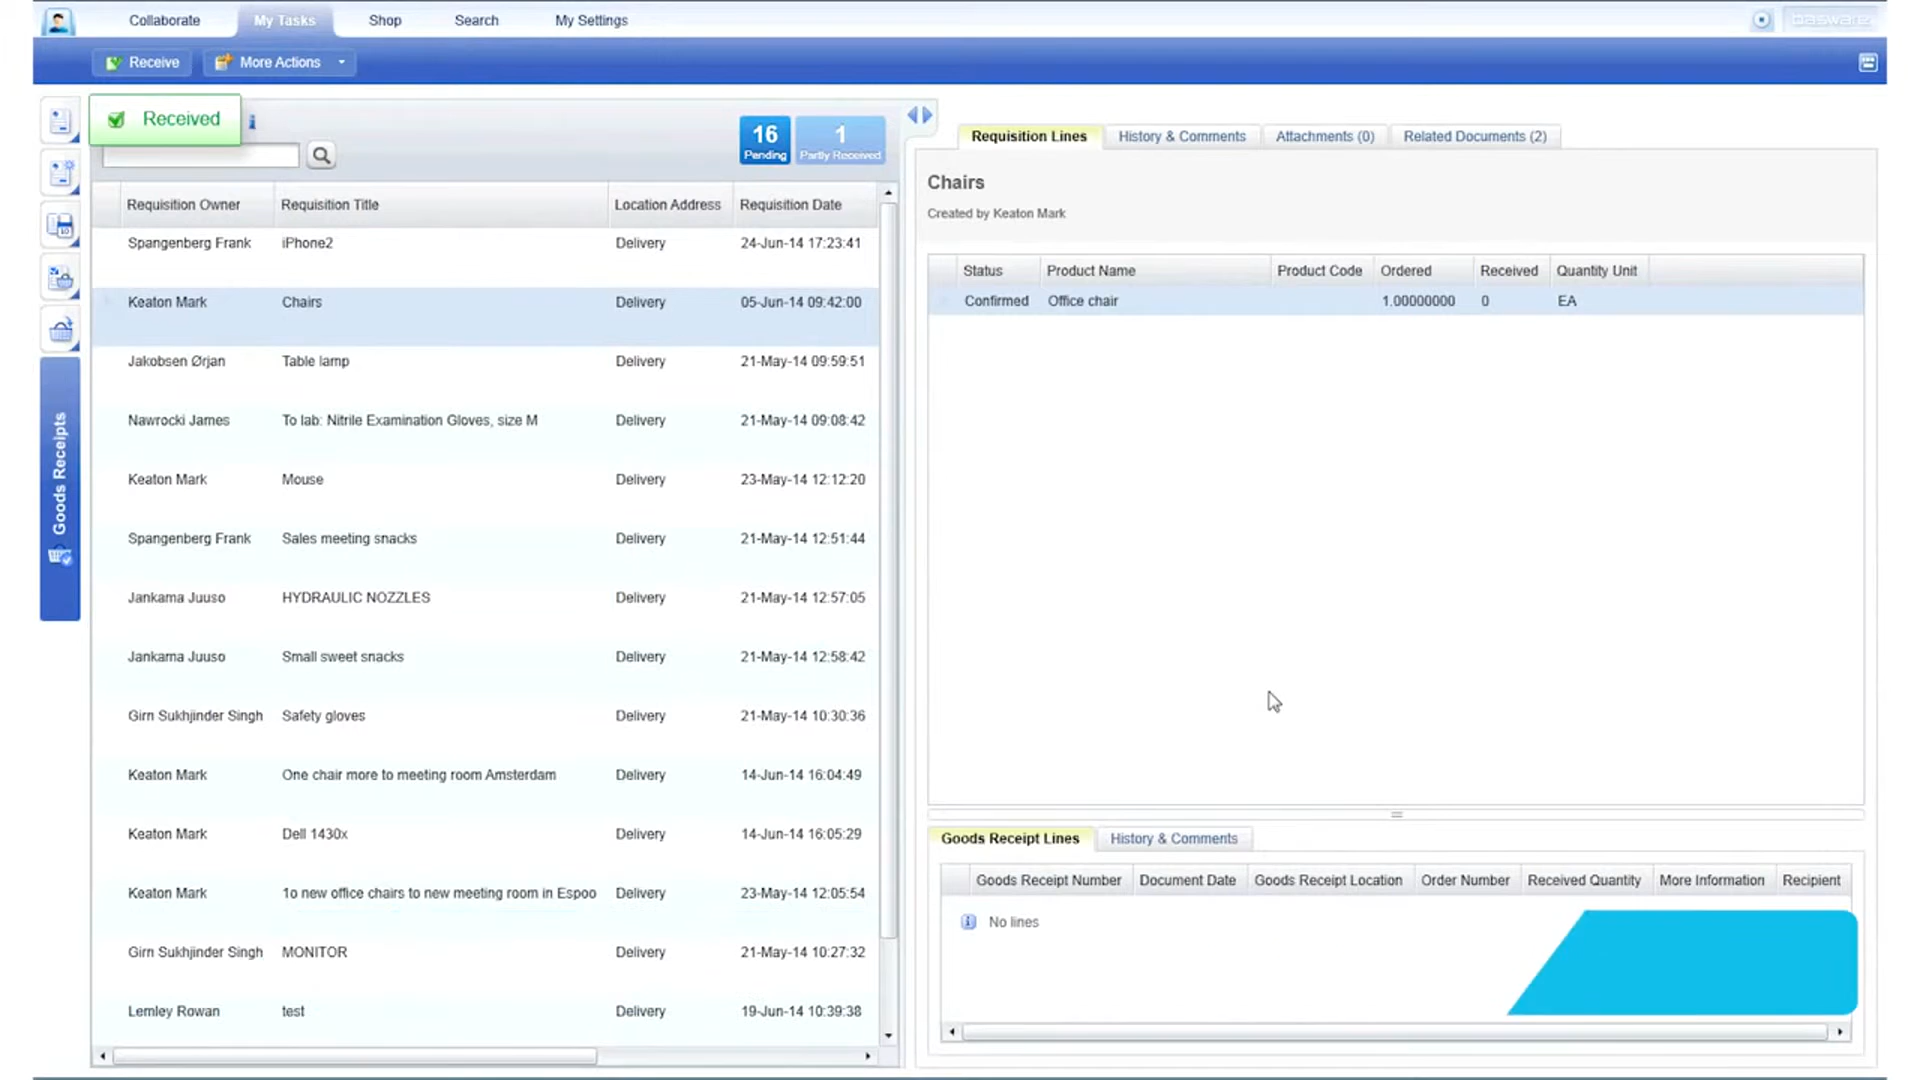 Collaborate My Tasks Shop Search My Settings basware
Receive More Actions
Received
16 Pending 1 Partly Received
Goods Receipts
Requisition Owner Requisition Title Location Address Requisition Date
Spangenberg Frank iPhone2 Delivery 24-Jun-14 17:23:41
Keaton Mark Chairs Delivery 05-Jun-14 09:42:00
Jakobsen Ørjan Table lamp Delivery 21-May-14 09:59:51
Nawrocki James To lab: Nitrile Examination Gloves, size M Delivery 21-May-14 09:08:42
Keaton Mark Mouse Delivery 23-May-14 12:12:20
Spangenberg Frank Sales meeting snacks Delivery 21-May-14 12:51:44
Jankama Juuso HYDRAULIC NOZZLES Delivery 21-May-14 12:57:05
Jankama Juuso Small sweet snacks Delivery 21-May-14 12:58:42
Girn Sukhjinder Singh Safety gloves Delivery 21-May-14 10:30:36
Keaton Mark One chair more to meeting room Amsterdam Delivery 14-Jun-14 16:04:49
Keaton Mark Dell 1430x Delivery 14-Jun-14 16:05:29
Keaton Mark 1o new office chairs to new meeting room in Espoo Delivery 23-May-14 12:05:54
Girn Sukhjinder Singh MONITOR Delivery 21-May-14 10:27:32
Lemley Rowan test Delivery 19-Jun-14 10:39:38
Requisition Lines History & Comments Attachments (0) Related Documents (2)
Chairs
Created by Keaton Mark
Status Product Name Product Code Ordered Received Quantity Unit
Confirmed Office chair 1.00000000 0 EA
Goods Receipt Lines History & Comments
Goods Receipt Number Document Date Goods Receipt Location Order Number Received Quantity More Information Recipient
No lines